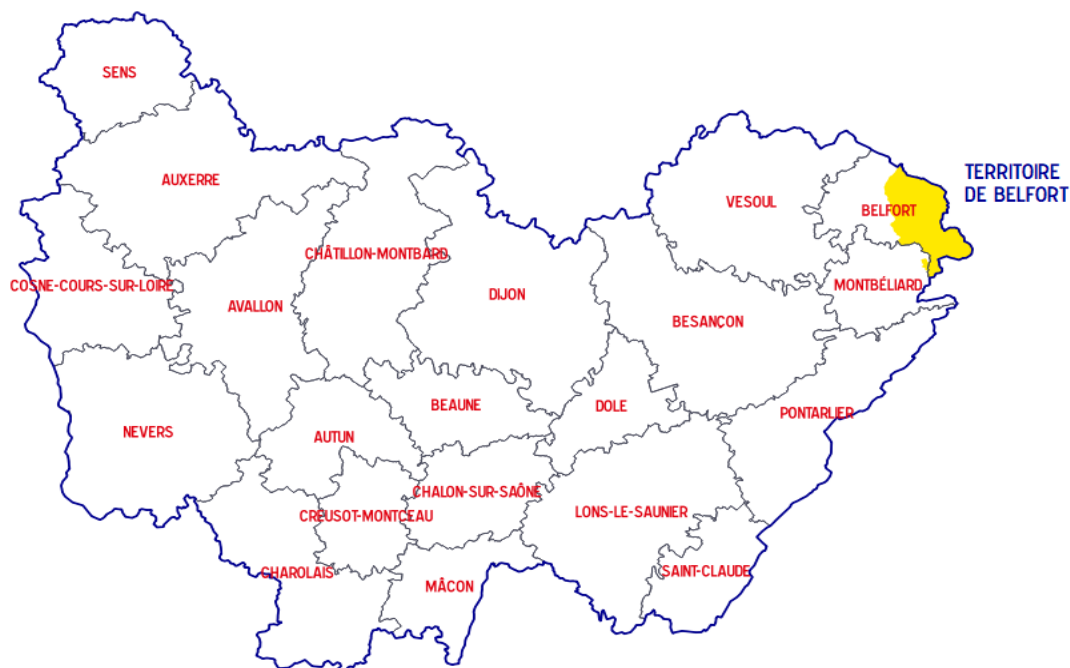 SENS
TERRITOIRE
DE BELFORT
AUXERRE
VESOUL
BELFORT
CHÂTILLON-MONTBARD
COSNE-COURS-SUR-LOIRE
MONTBÉLIARD
DIJON
AVALLON
BESANÇON
BEAUNE
DOLE
PONTARLIER
NEVERS
AUTUN
CHALON-SUR-SAÔNE
LONS-LE-SAUNIER
CREUSOT-MONTCEAU
SAINT-CLAUDE
CHAROLAIS
MÂCON